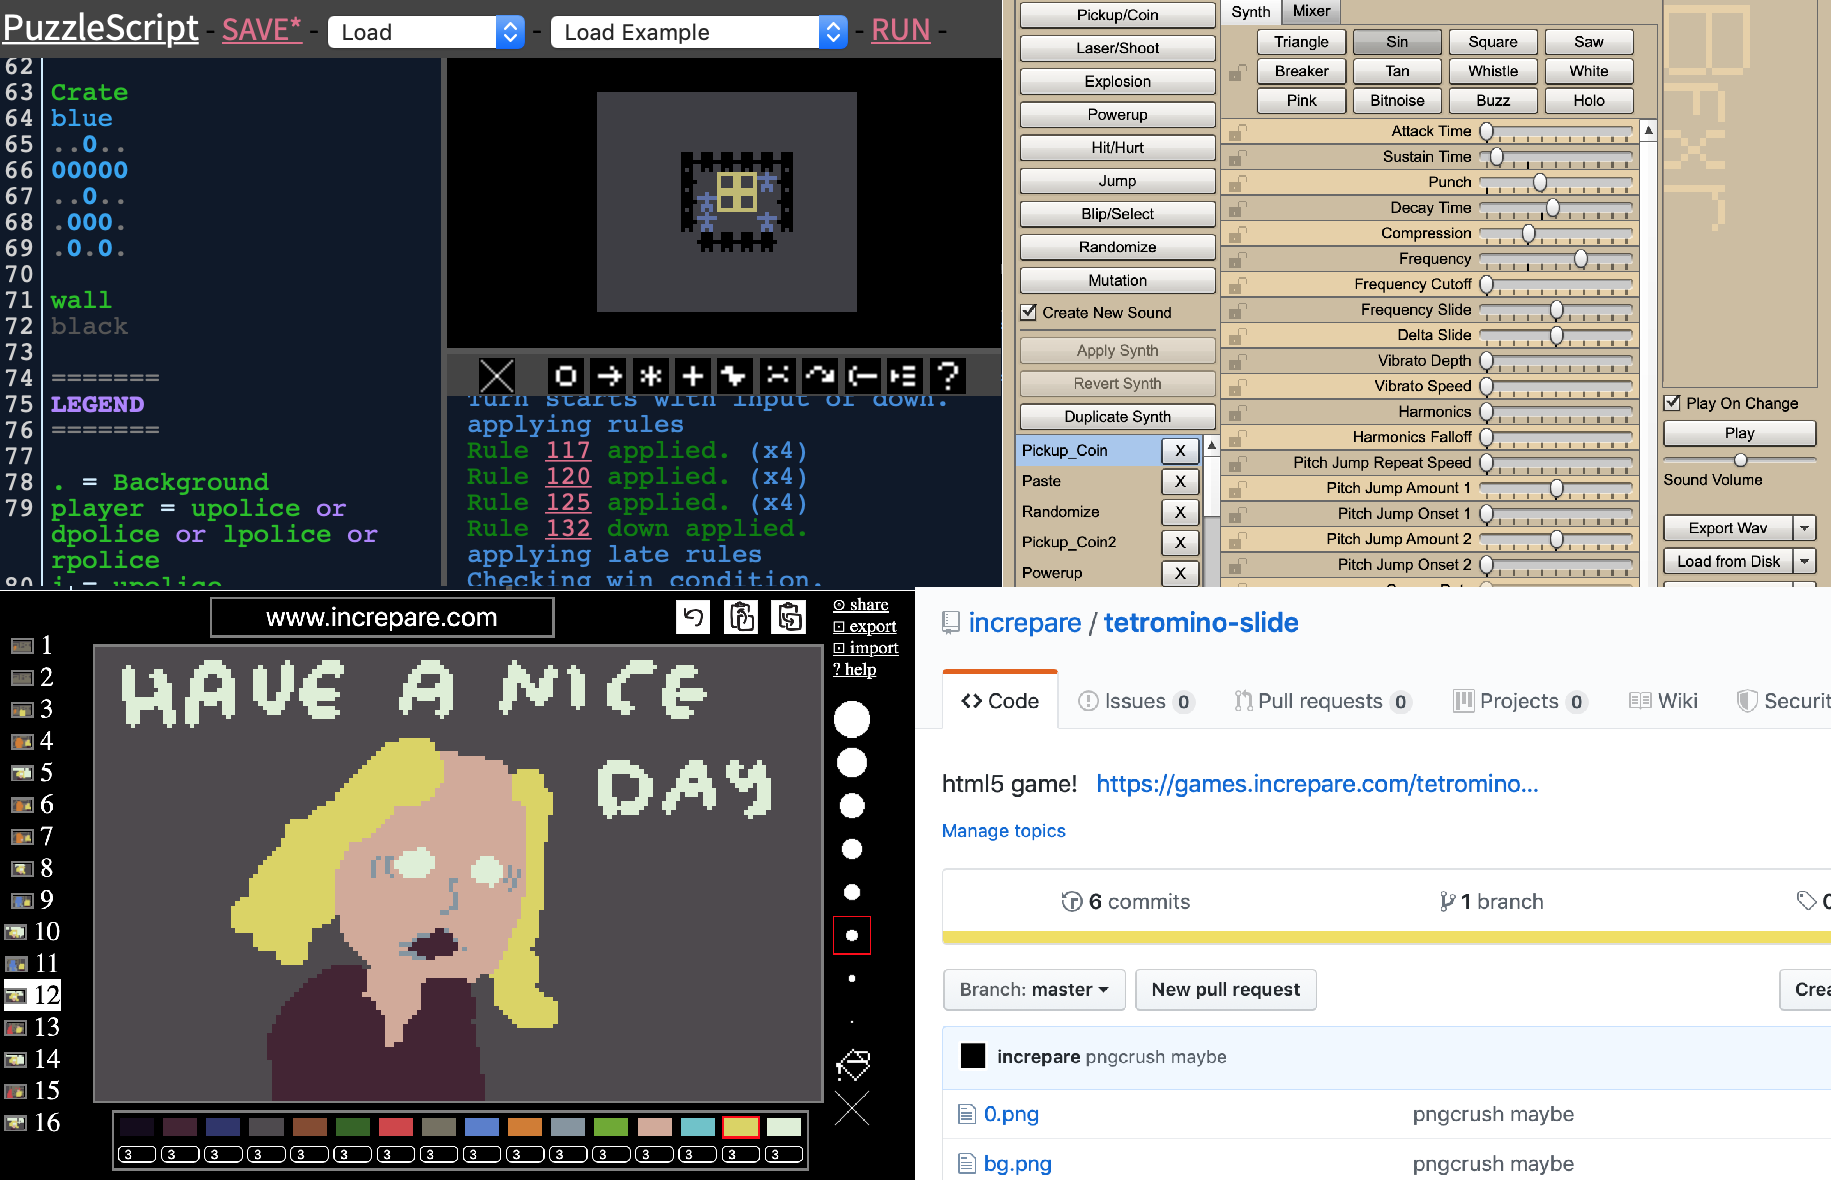 PuzzleScript - SAVE* - Load - Load Example - RUN -
62
63 Crate
64 blue
65 ..0..
66 00000
67 ..0..
68 .000.
69 .0.0.
70
71 wall
72 black
73
74 =======
75 LEGEND
76 =======
77
78 . = Background
79 player = upolice or
dpolice or lpolice or
rpolice
80 i = upolice
Turn starts with input of down.
applying rules
Rule 117 applied. (x4)
Rule 120 applied. (x4)
Rule 125 applied. (x4)
Rule 132 down applied.
applying late rules
Checking win condition.
Pickup/Coin
Laser/Shoot
Explosion
Powerup
Hit/Hurt
Jump
Blip/Select
Randomize
Mutation
Create New Sound
Apply Synth
Revert Synth
Duplicate Synth
Pickup_Coin X
Paste X
Randomize X
Pickup_Coin2 X
Powerup X
Synth Mixer
Triangle Sin Square Saw
Breaker Tan Whistle White
Pink Bitnoise Buzz Holo
Attack Time
Sustain Time
Punch
Decay Time
Compression
Frequency
Frequency Cutoff
Frequency Slide
Delta Slide
Vibrato Depth
Vibrato Speed
Harmonics
Harmonics Falloff
Pitch Jump Repeat Speed
Pitch Jump Amount 1
Pitch Jump Onset 1
Pitch Jump Amount 2
Pitch Jump Onset 2
Play On Change
Play
Sound Volume
Export Wav
Load from Disk
www.increpare.com
share
export
import
? help
1
2
3
4
5
6
7
8
9
10
11
12
13
14
15
16
HAVE A NICE
DAY
3 3 3 3 3 3 3 3 3 3 3 3 3 3 3 3
increpare / tetromino-slide
<> Code Issues 0 Pull requests 0 Projects 0 Wiki Securit
html5 game! https://games.increpare.com/tetromino...
Manage topics
6 commits 1 branch 0
Branch: master New pull request Crea
increpare pngcrush maybe
0.png pngcrush maybe
bg.png pngcrush maybe